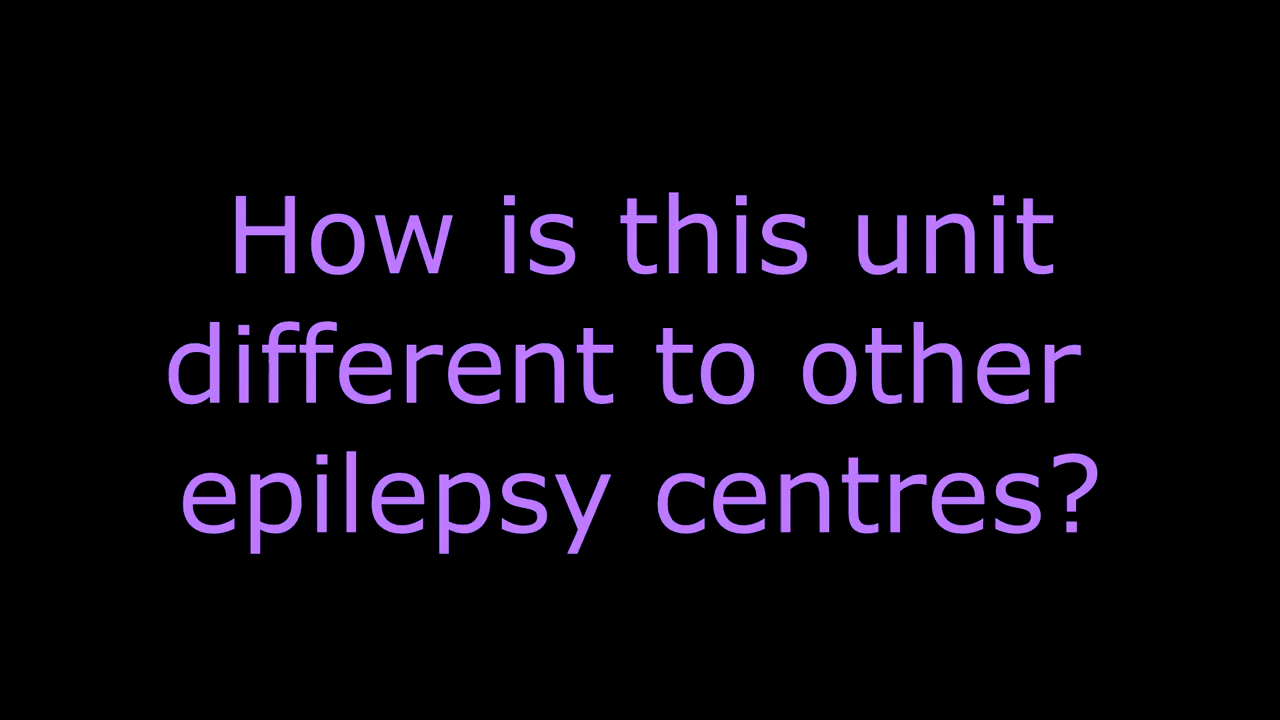 How is this unit
different to other
epilepsy centres?